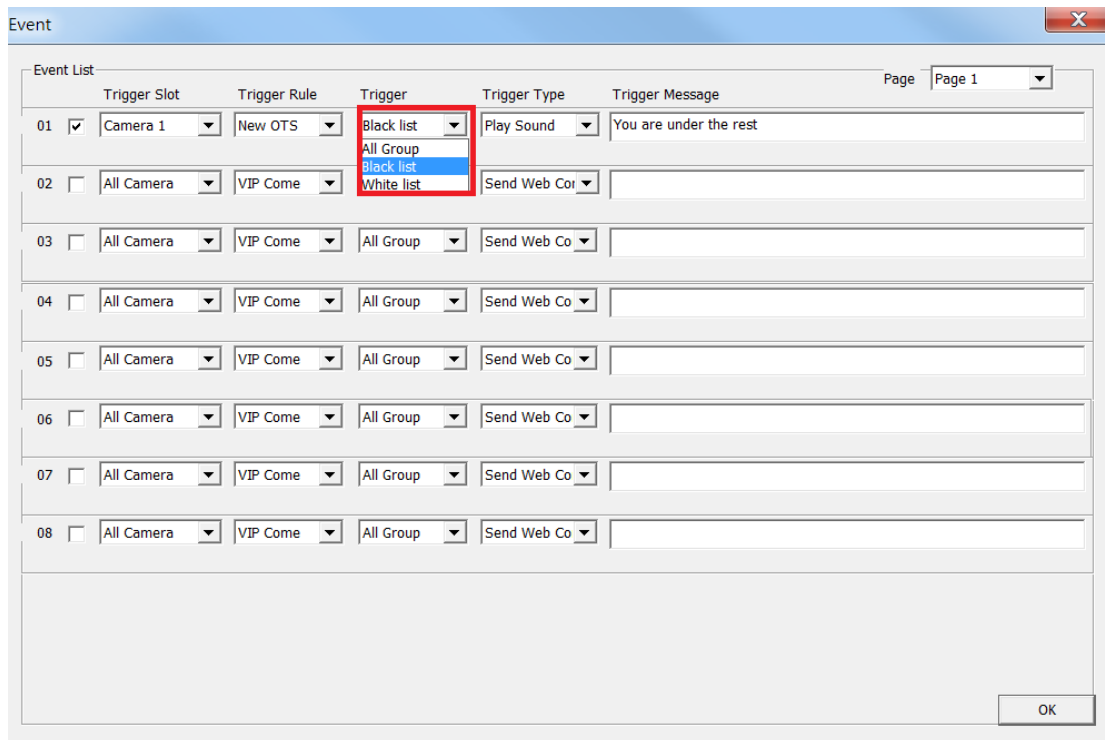 Event
Event List
Page Page 1
Trigger Slot Trigger Rule Trigger Trigger Type Trigger Message
01 Camera 1 New OTS Black list Play Sound You are under the rest
All Group
Black list
White list
02 All Camera VIP Come Send Web Cor
03 All Camera VIP Come All Group Send Web Co
04 All Camera VIP Come All Group Send Web Co
05 All Camera VIP Come All Group Send Web Co
06 All Camera VIP Come All Group Send Web Co
07 All Camera VIP Come All Group Send Web Co
08 All Camera VIP Come All Group Send Web Co
OK